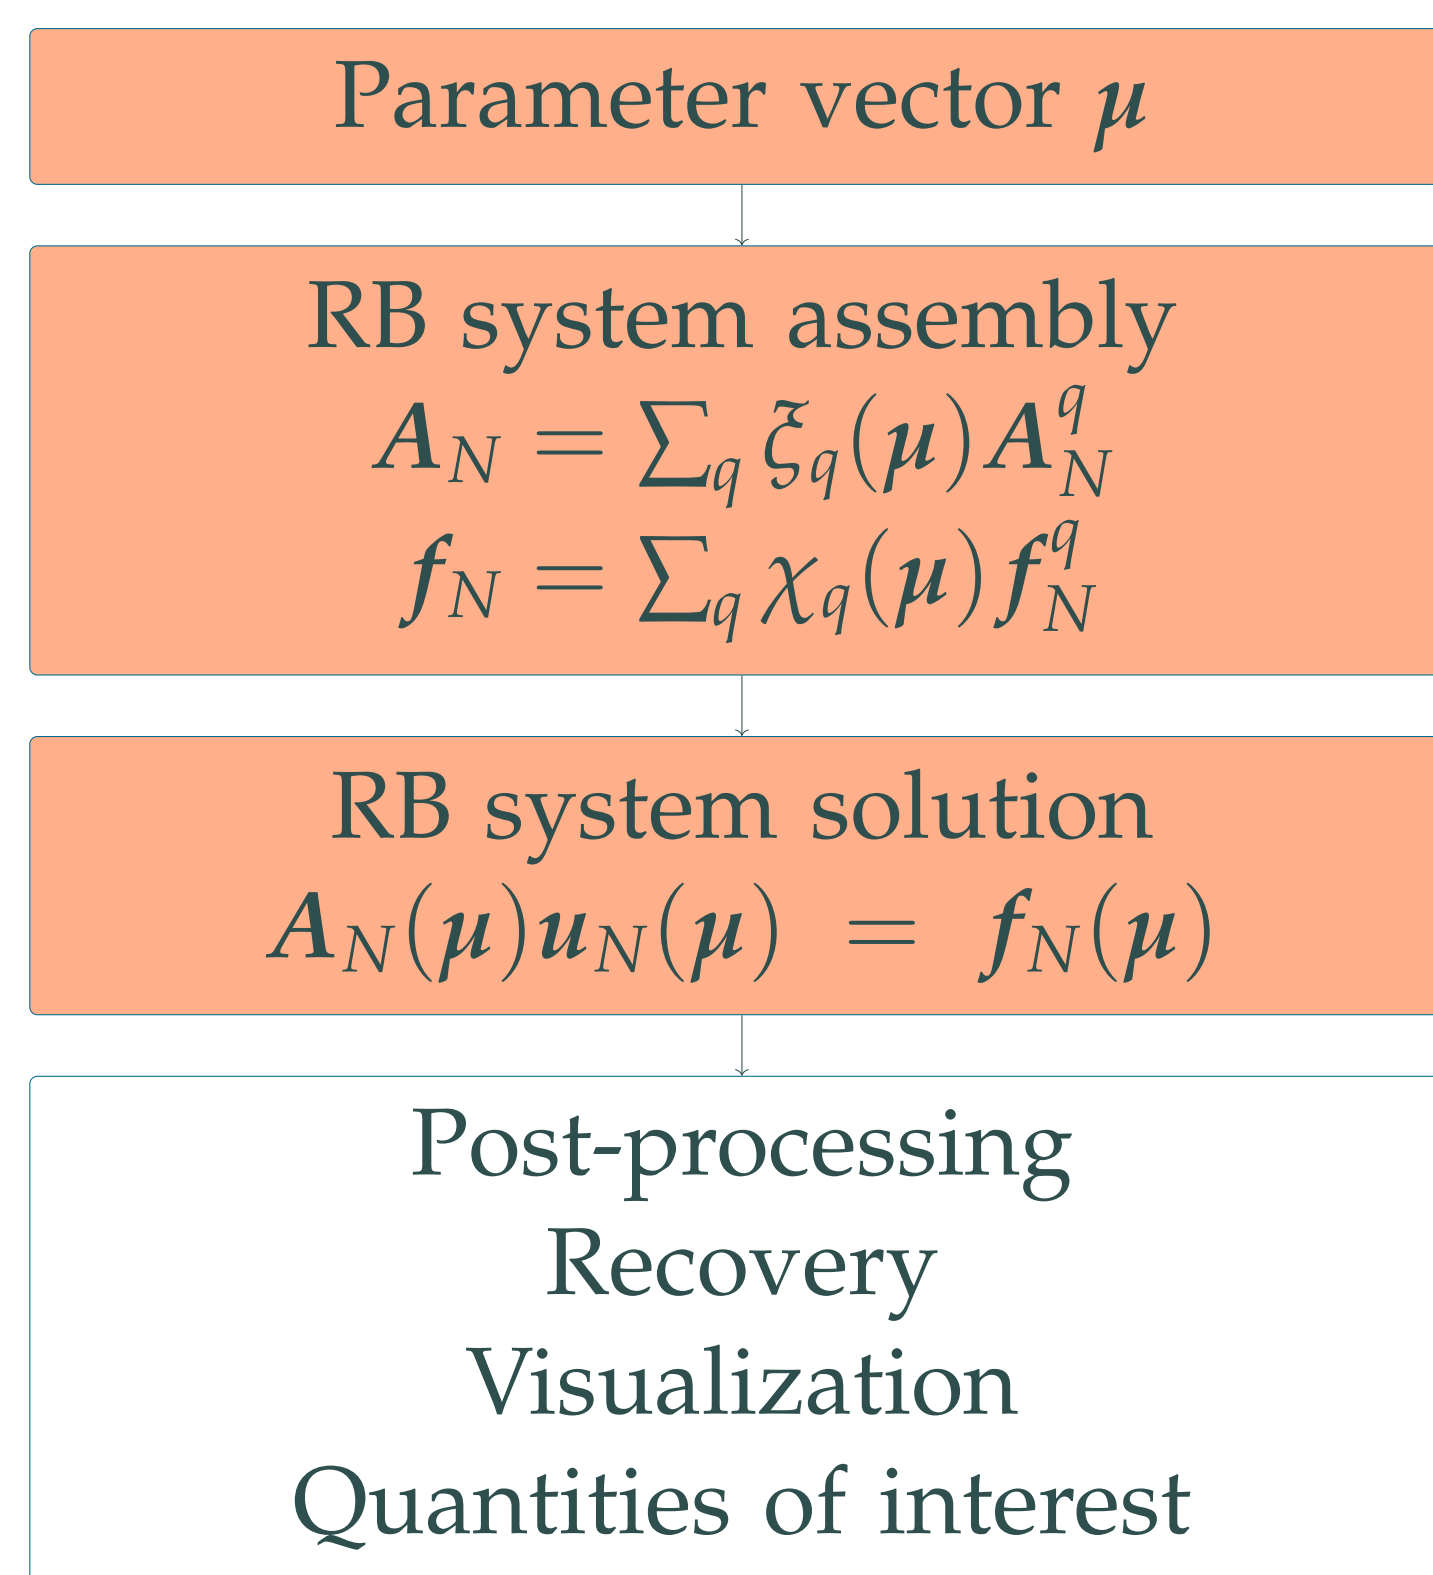 Parameter vector 𝝁
RB system assembly
𝑨_N = ∑_q ξ_q(𝝁)𝑨_N^q
𝒇_N = ∑_q χ_q(𝝁)𝒇_N^q
RB system solution
𝑨_N(𝝁)𝒖_N(𝝁) = 𝒇_N(𝝁)
Post-processing
Recovery
Visualization
Quantities of interest